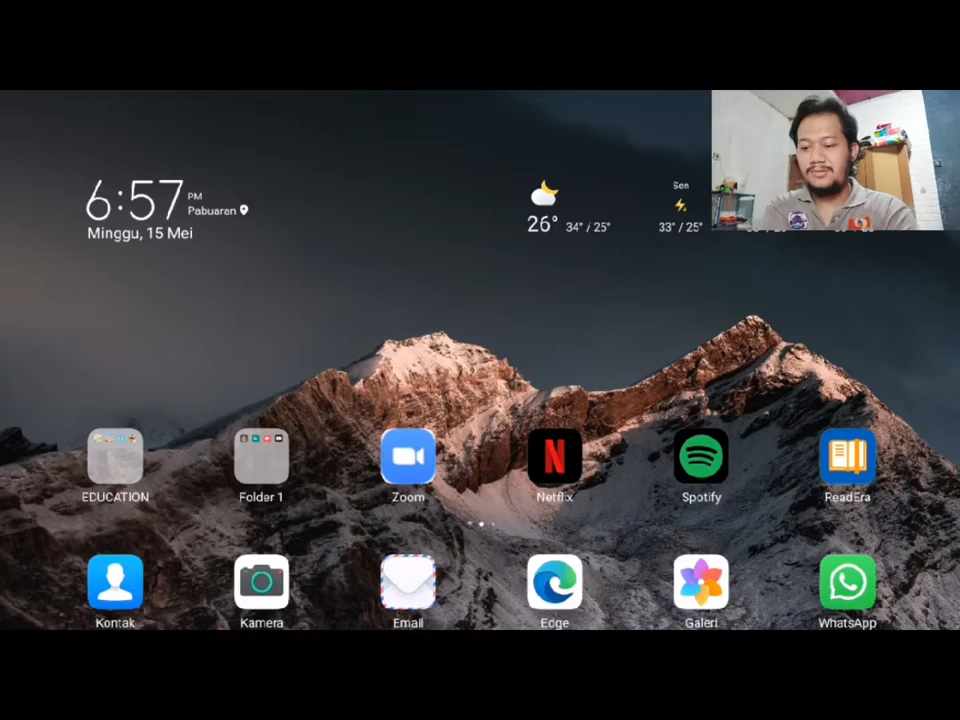 6:57 PM
Pabuaran
Minggu, 15 Mei
26° 34° / 25°
Sen
33° / 25°
EDUCATION
Folder 1
Zoom
N
Netflix
Spotify
ReadEra
Kontak
Kamera
Email
Edge
Galeri
WhatsApp